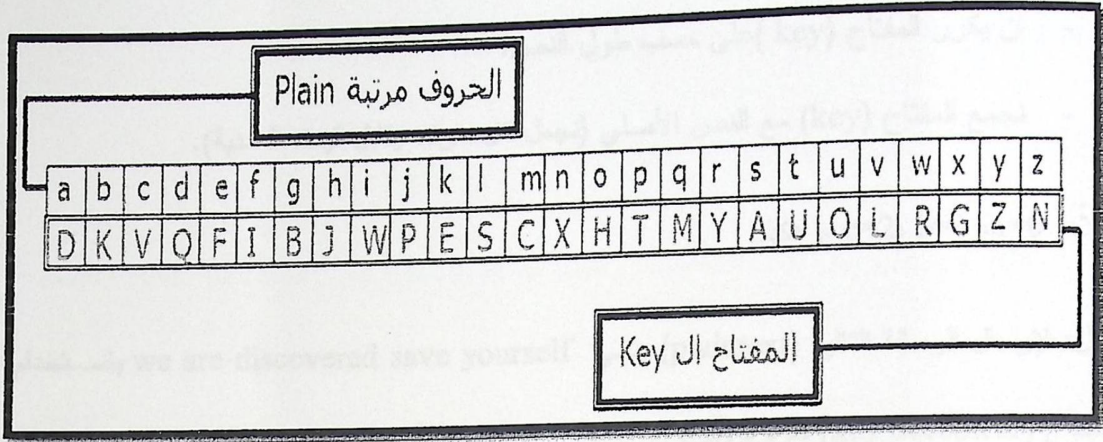 الحروف مرتبة Plain
a b c d e f g h i j k l m n o p q r s t u v w x y z
D K V Q F I B J W P E S C X H T M Y A U O L R G Z N
المفتاح ال Key
we are discovered save yourself